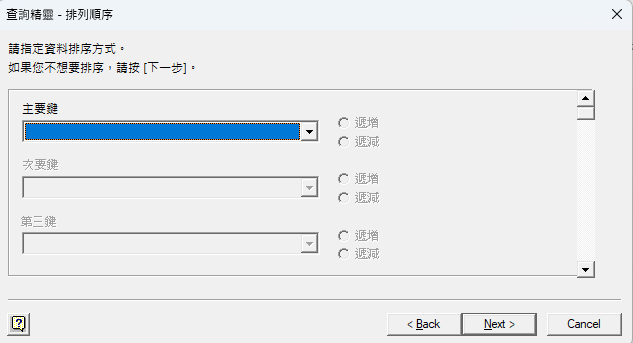 查詢精靈 - 排列順序
請指定資料排序方式。
如果您不想要排序，請按 [下一步]。
主要鍵
遞增
遞減
次要鍵
遞增
遞減
第三鍵
遞增
遞減
?
< Back
Next >
Cancel